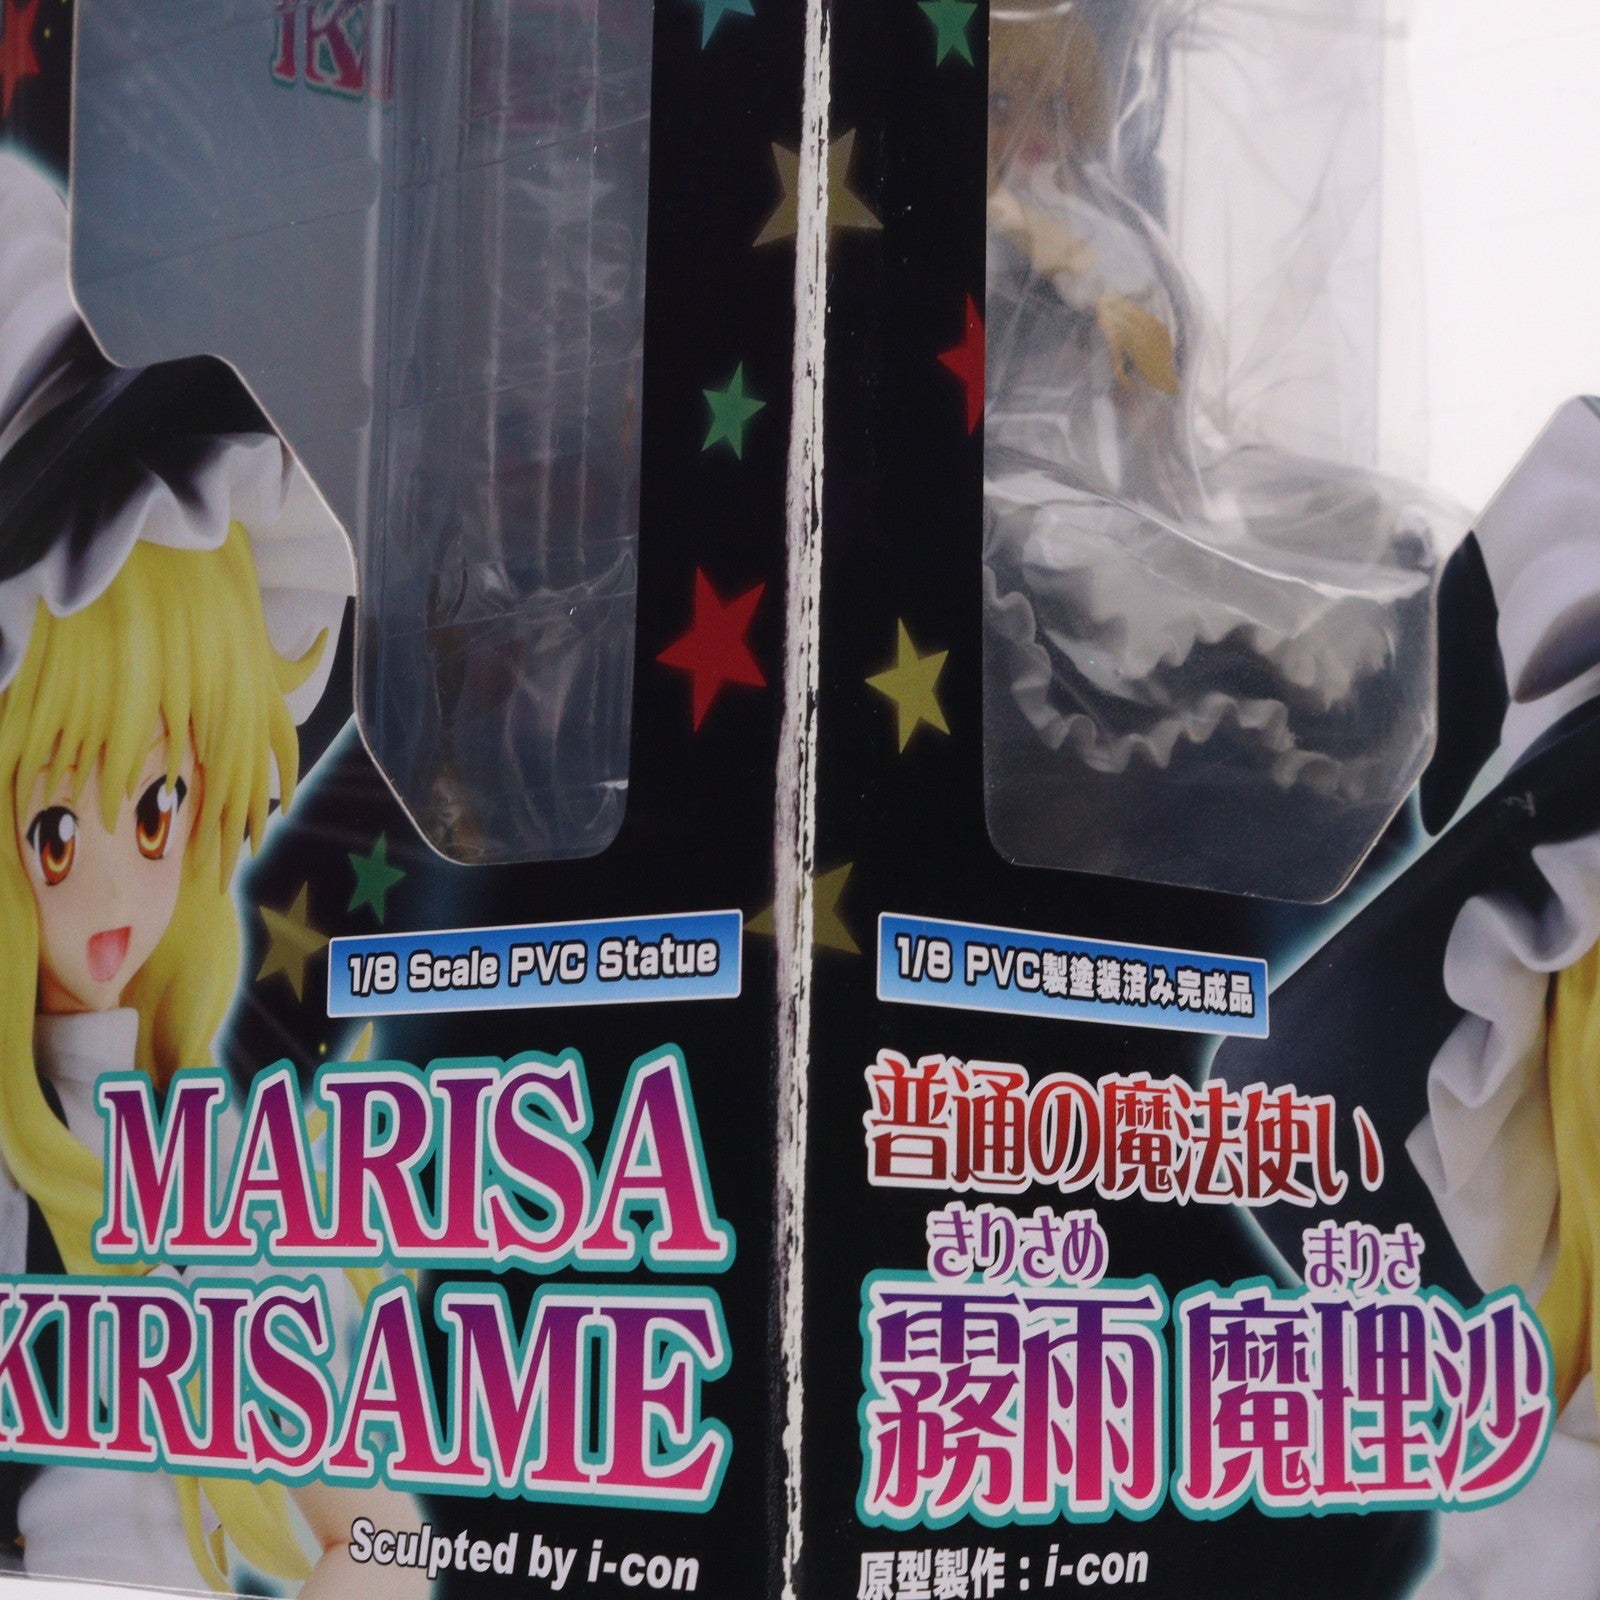 1/8 Scale PVC Statue
MARISA
KIRISAME
Sculpted by i-con
1/8 PVC製塗装済み完成品
普通の魔法使い
きりさめ まりさ
霧雨 魔理沙
原型製作：i-con